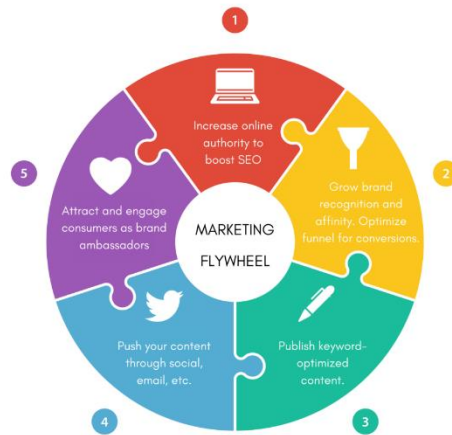 1
Increase online
authority to
boost SEO
2
Grow brand
recognition and
affinity. Optimize
funnel for conversions.
3
Publish keyword-
optimized
content.
4
Push your content
through social,
email, etc.
5
Attract and engage
consumers as brand
ambassadors
MARKETING
FLYWHEEL